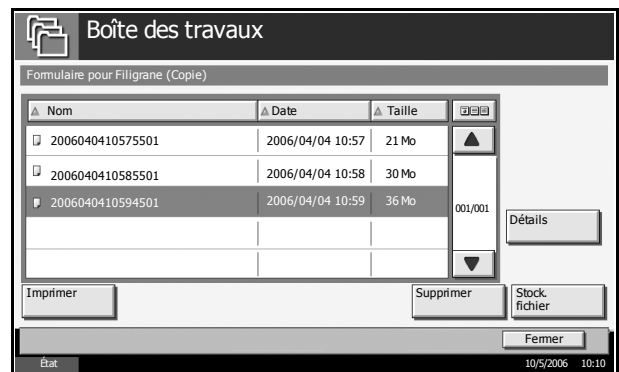 Boîte des travaux
Formulaire pour Filigrane (Copie)
Nom Date Taille
2006040410575501 2006/04/04 10:57 21 Mo
2006040410585501 2006/04/04 10:58 30 Mo
2006040410594501 2006/04/04 10:59 36 Mo
001/001
Détails
Imprimer Supprimer Stock.
fichier
Fermer
État 10/5/2006 10:10